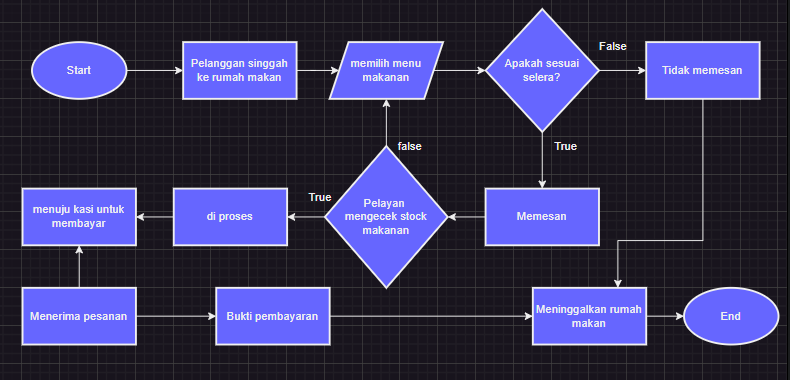 Start
Pelanggan singgah
ke rumah makan
memilih menu
makanan
Apakah sesuai
selera?
False
Tidak memesan
True
Memesan
Pelayan
mengecek stock
makanan
false
True
di proses
menuju kasi untuk
membayar
Menerima pesanan
Bukti pembayaran
Meninggalkan rumah
makan
End